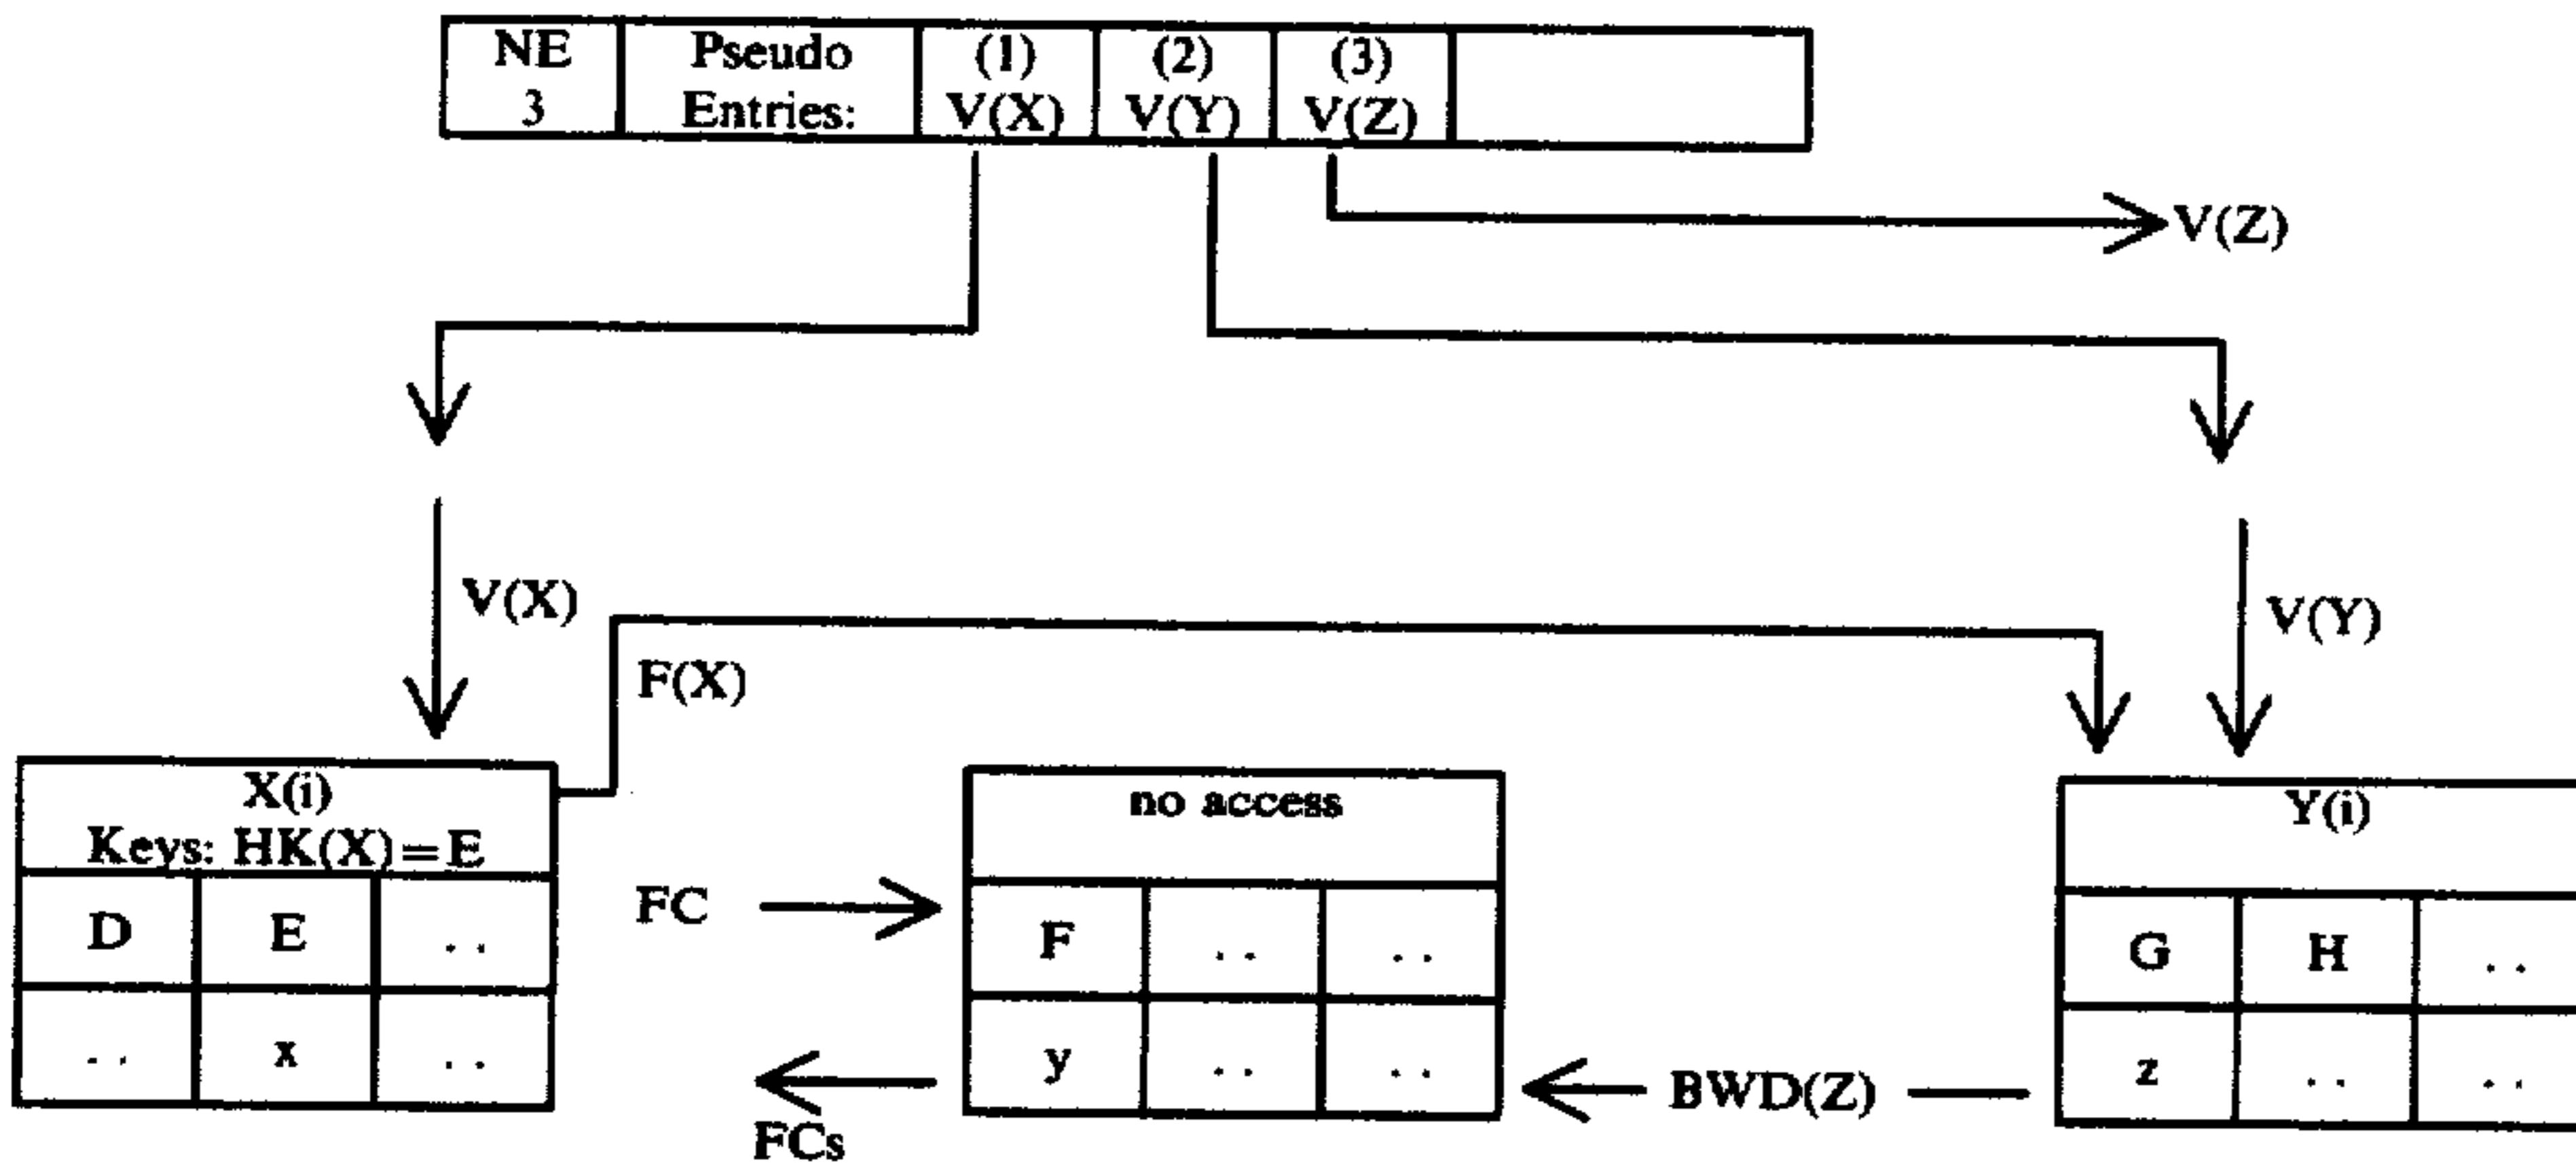 NE
3
Pseudo
Entries:
(1)
V(X)
(2)
V(Y)
(3)
V(Z)
V(Z)
V(X)
F(X)
V(Y)
X(i)
Keys: HK(X)=E
D E ..
.. x ..
FC
FCs
no access
F .. ..
y .. ..
BWD(Z)
Y(i)
G H ..
z .. ..